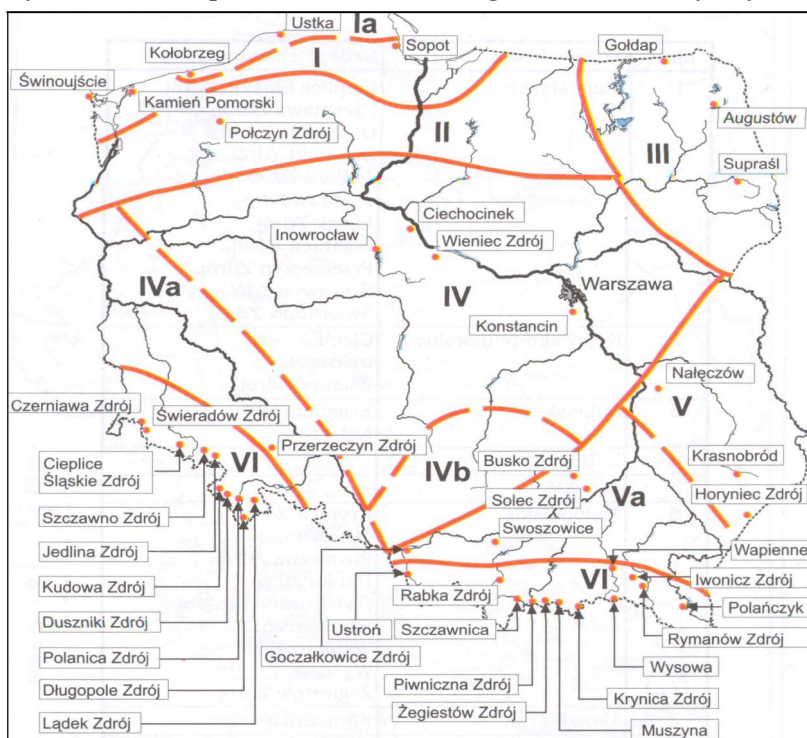 Ustka
Ia
Sopot
Gołdap
Kołobrzeg
I
Świnoujście
Kamień Pomorski
Augustów
Połczyn Zdrój
II
III
Supraśl
Ciechocinek
Inowrocław
Wieniec Zdrój
IVa
IV
Warszawa
Konstancin
Nałęczów
V
Czerniawa Zdrój
Świeradów Zdrój
Przerzeczyn Zdrój
IVb
Busko Zdrój
Krasnobród
Cieplice
Śląskie Zdrój
VI
Solec Zdrój
Va
Horyniec Zdrój
Szczawno Zdrój
Swoszowice
Jedlina Zdrój
Wapienne
Kudowa Zdrój
Rabka Zdrój
VI
Iwonicz Zdrój
Duszniki Zdrój
Ustroń
Szczawnica
Polańczyk
Polanica Zdrój
Goczałkowice Zdrój
Rymanów Zdrój
Długopole Zdrój
Piwniczna Zdrój
Wysowa
Lądek Zdrój
Żegiestów Zdrój
Krynica Zdrój
Muszyna